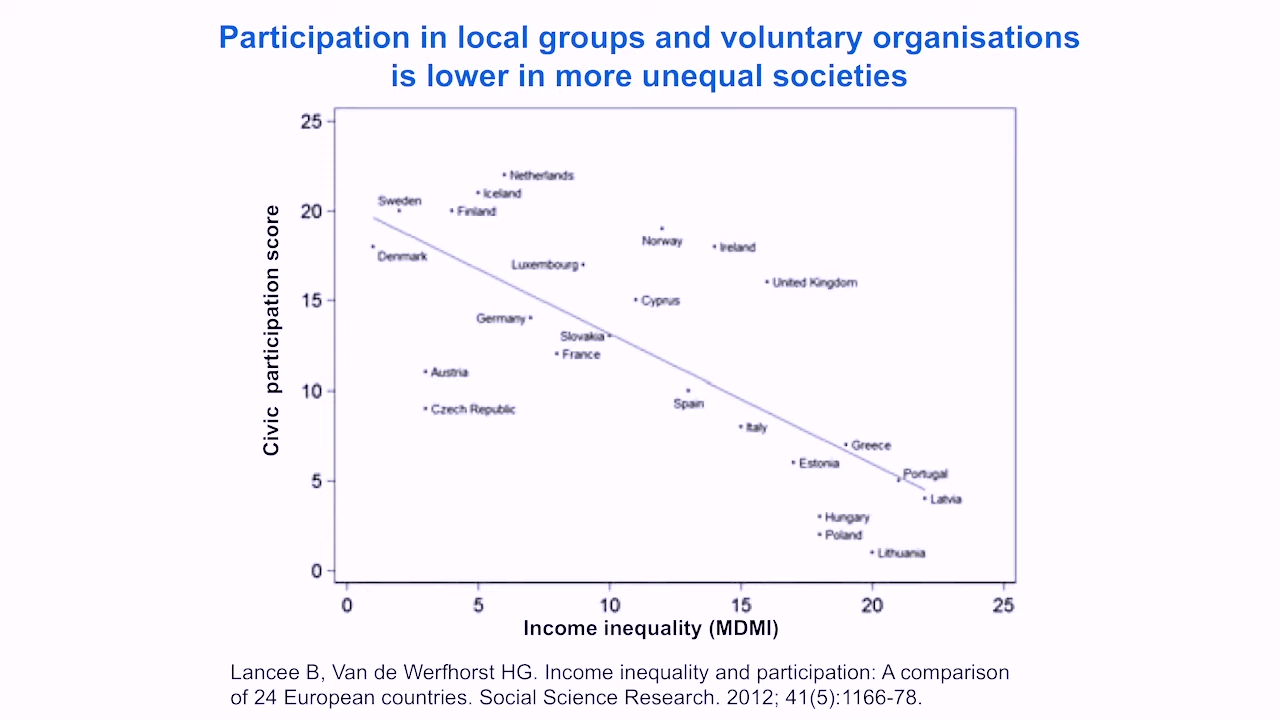 Participation in local groups and voluntary organisations
is lower in more unequal societies
25
20
15
10
5
0
Civic participation score
Netherlands
Iceland
Sweden
Finland
Norway
Ireland
Denmark
Luxembourg
United Kingdom
Cyprus
Germany
Slovakia
France
Austria
Spain
Czech Republic
Italy
Greece
Estonia
Portugal
Latvia
Hungary
Poland
Lithuania
0 5 10 15 20 25
Income inequality (MDMI)
Lancee B, Van de Werfhorst HG. Income inequality and participation: A comparison
of 24 European countries. Social Science Research. 2012; 41(5):1166-78.